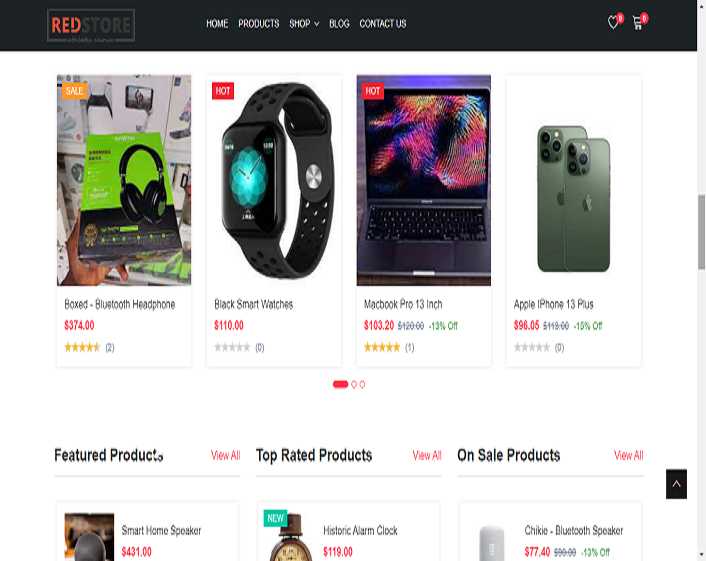 REDSTORE
HOME PRODUCTS SHOP BLOG CONTACT US
0 0
SALE
HOT
HOT
Boxed - Bluetooth Headphone
$374.00
(2)
Black Smart Watches
$110.00
(0)
Macbook Pro 13 Inch
$103.20 $120.00 -13% Off
(1)
Apple IPhone 13 Plus
$96.05 $113.00 -15% Off
(0)
Featured Products View All
Top Rated Products View All
On Sale Products View All
Smart Home Speaker
$431.00
NEW
Historic Alarm Clock
$119.00
Chikie - Bluetooth Speaker
$77.40 $90.00 -13% Off